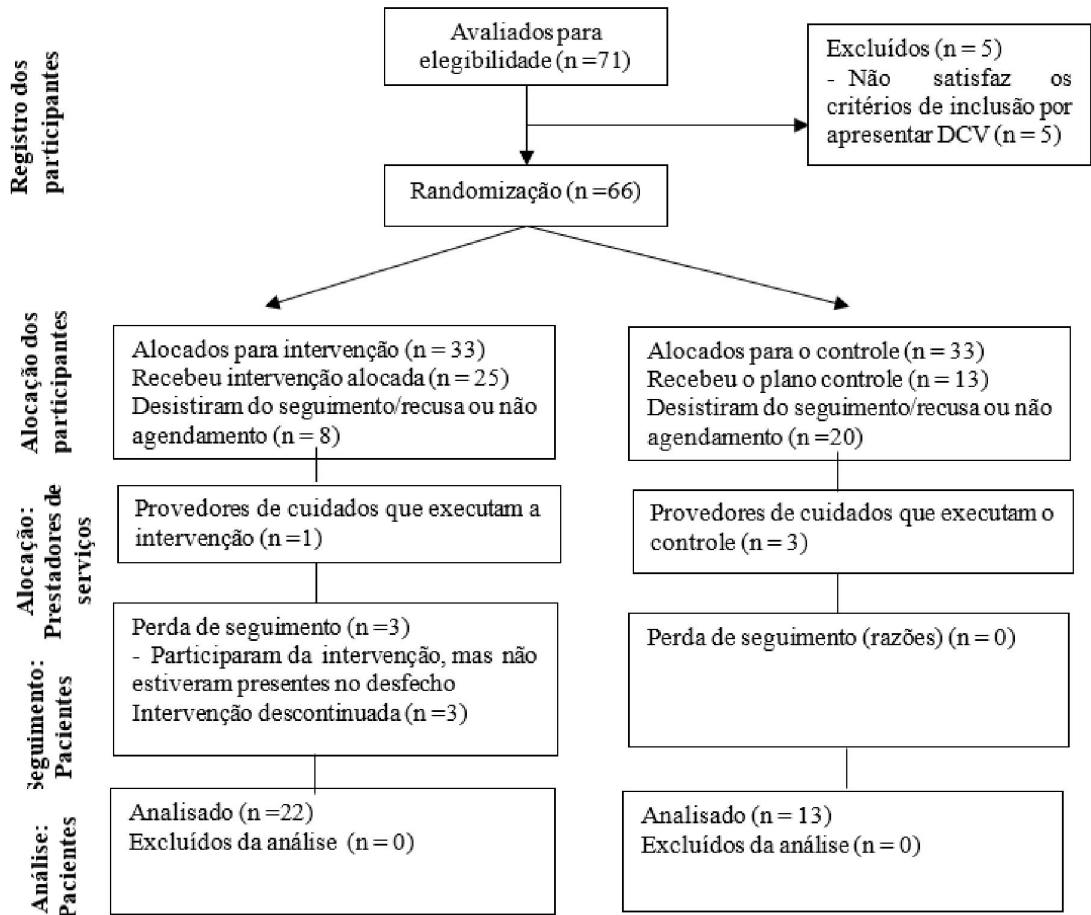 Registro dos
participantes
Avaliados para
elegibilidade (n =71)
Excluídos (n = 5)
- Não satisfaz os
critérios de inclusão por
apresentar DCV (n = 5)
Randomização (n =66)
Alocação dos
participantes
Alocados para intervenção (n = 33)
Recebeu intervenção alocada (n = 25)
Desistiram do seguimento/recusa ou não
agendamento (n = 8)
Alocados para o controle (n = 33)
Recebeu o plano controle (n = 13)
Desistiram do seguimento/recusa ou não
agendamento (n =20)
Alocação:
Prestadores de
serviços
Provedores de cuidados que executam a
intervenção (n =1)
Provedores de cuidados que executam o
controle (n = 3)
Seguimento:
Pacientes
Perda de seguimento (n =3)
- Participaram da intervenção, mas não
estiveram presentes no desfecho
Intervenção descontinuada (n =3)
Perda de seguimento (razões) (n = 0)
Análise:
Pacientes
Analisado (n =22)
Excluídos da análise (n = 0)
Analisado (n = 13)
Excluídos da análise (n = 0)